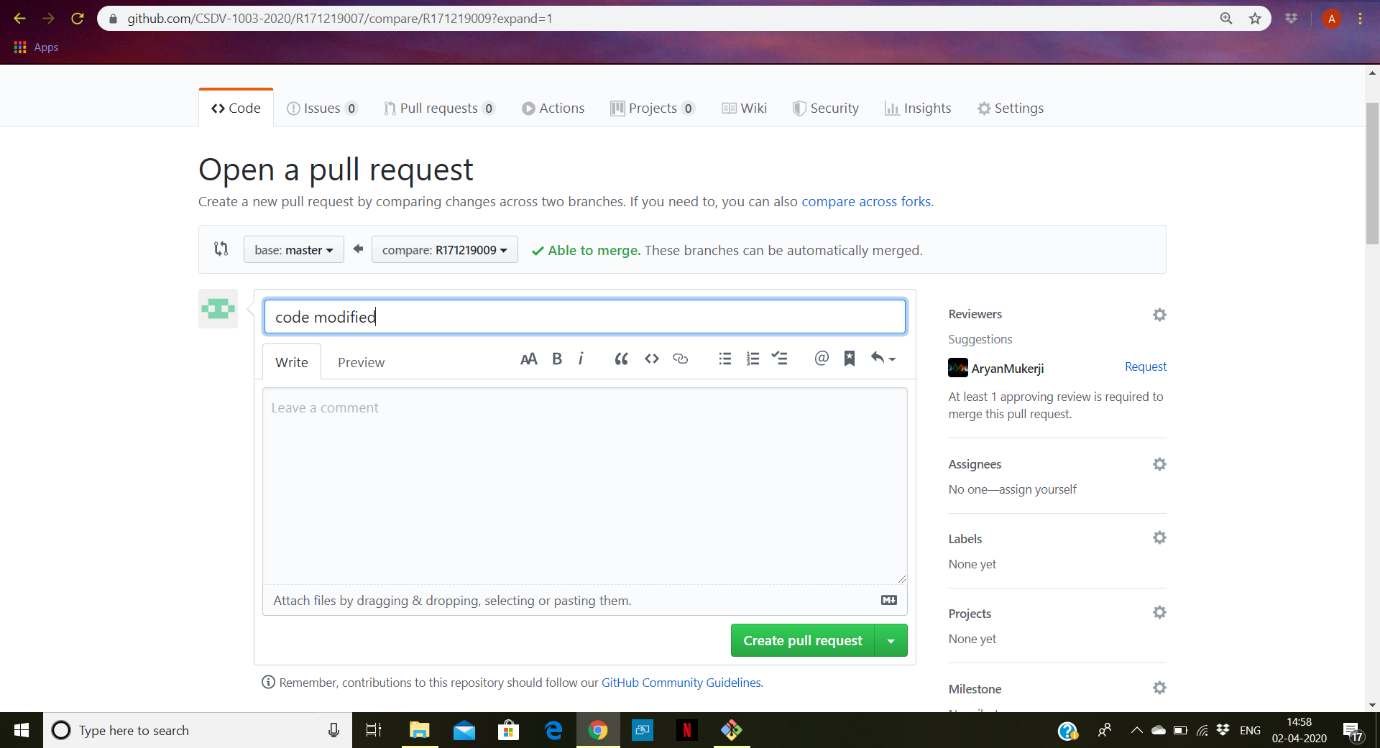 github.com/CSDV-1003-2020/R171219007/compare/R171219009?expand=1
A
Apps
Code
Issues 0
Pull requests 0
Actions
Projects 0
Wiki
Security
Insights
Settings
Open a pull request
Create a new pull request by comparing changes across two branches. If you need to, you can also compare across forks.
base: master
compare: R171219009
Able to merge. These branches can be automatically merged.
code modified
Write
Preview
AA B i
@
Leave a comment
Attach files by dragging & dropping, selecting or pasting them.
M
Create pull request
Remember, contributions to this repository should follow our GitHub Community Guidelines.
Reviewers
Suggestions
AryanMukerji
Request
At least 1 approving review is required to
merge this pull request.
Assignees
No one—assign yourself
Labels
None yet
Projects
None yet
Milestone
Type here to search
N
ENG
14:58
02-04-2020
17